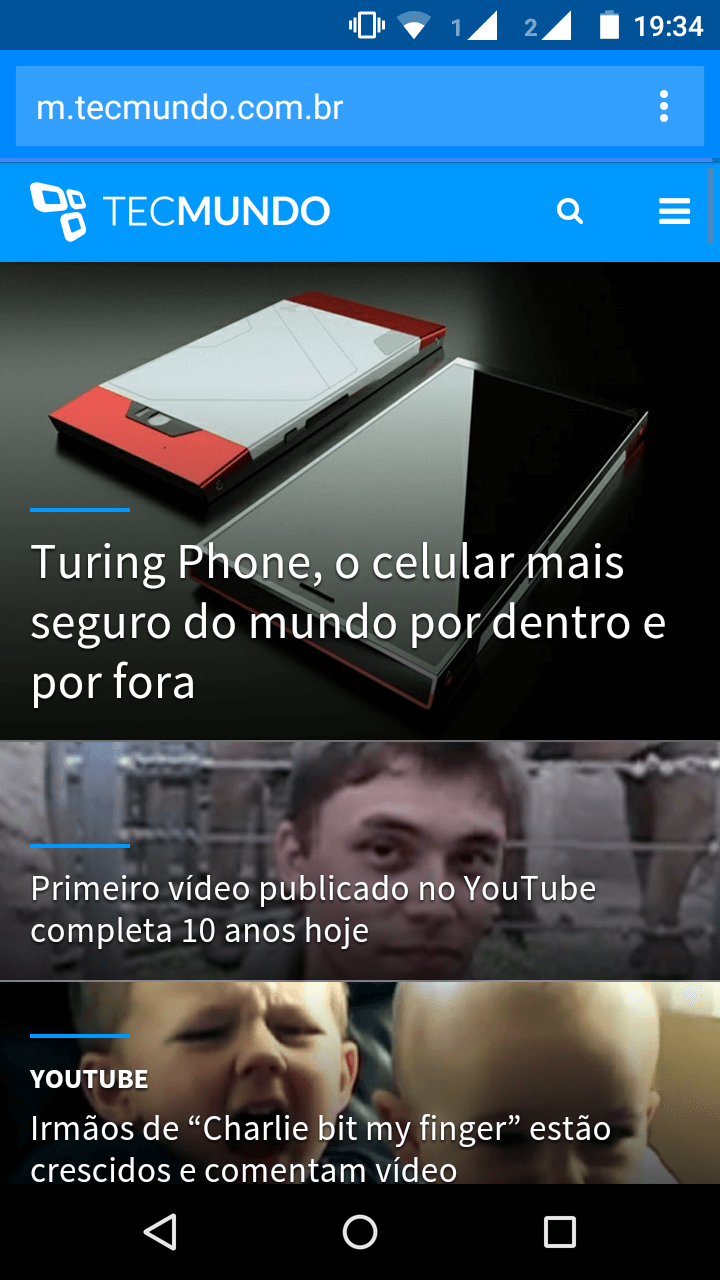 1 2 19:34
m.tecmundo.com.br
TECMUNDO
Turing Phone, o celular mais
seguro do mundo por dentro e
por fora
Primeiro vídeo publicado no YouTube
completa 10 anos hoje
YOUTUBE
Irmãos de “Charlie bit my finger” estão
crescidos e comentam vídeo